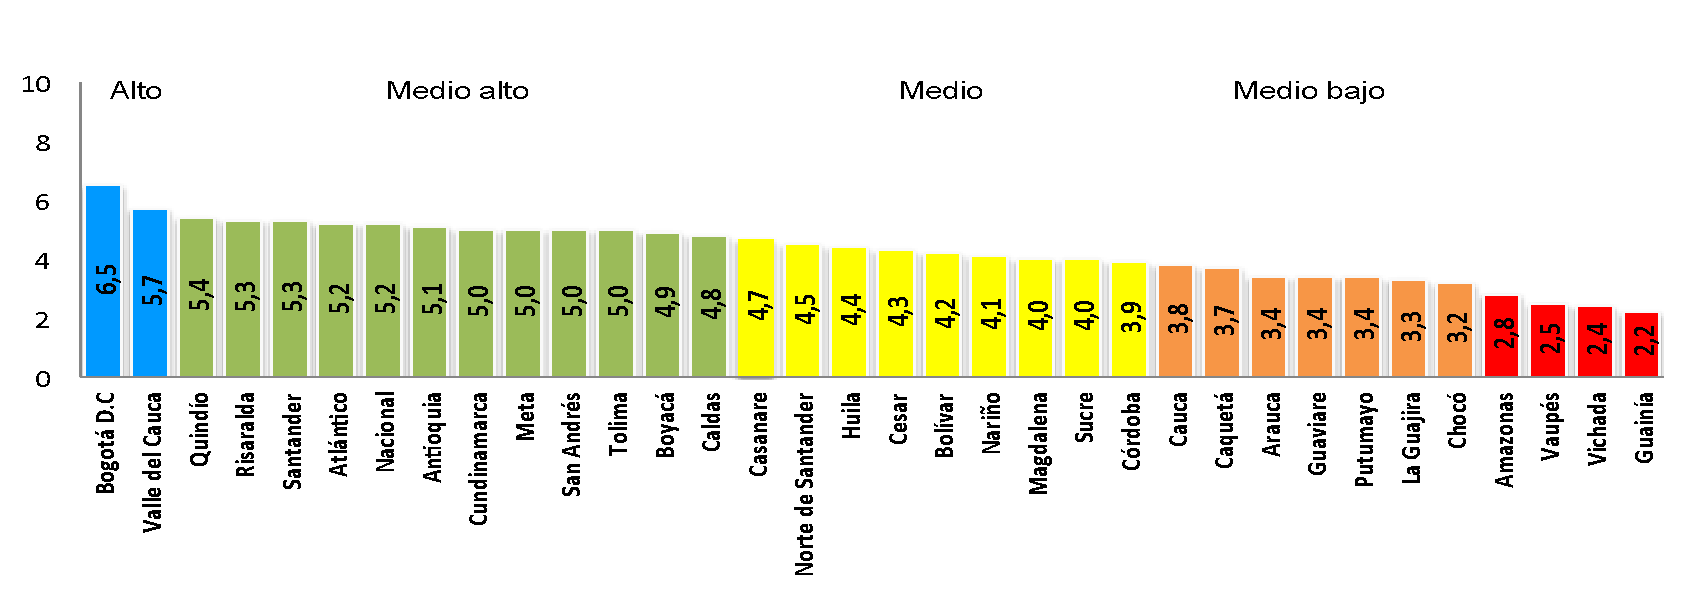 Alto Medio alto Medio Medio bajo
10
8
6
4
2
0
6,5 5,7 5,4 5,3 5,3 5,2 5,2 5,1 5,0 5,0 5,0 5,0 4,9 4,8 4,7 4,5 4,4 4,3 4,2 4,1 4,0 4,0 3,9 3,8 3,7 3,4 3,4 3,4 3,3 3,2 2,8 2,5 2,4 2,2
Bogotá D.C
Valle del Cauca
Quindío
Risaralda
Santander
Atlántico
Nacional
Antioquia
Cundinamarca
Meta
San Andrés
Tolima
Boyacá
Caldas
Casanare
Norte de Santander
Huila
Cesar
Bolívar
Nariño
Magdalena
Sucre
Córdoba
Cauca
Caquetá
Arauca
Guaviare
Putumayo
La Guajira
Chocó
Amazonas
Vaupés
Vichada
Guainía